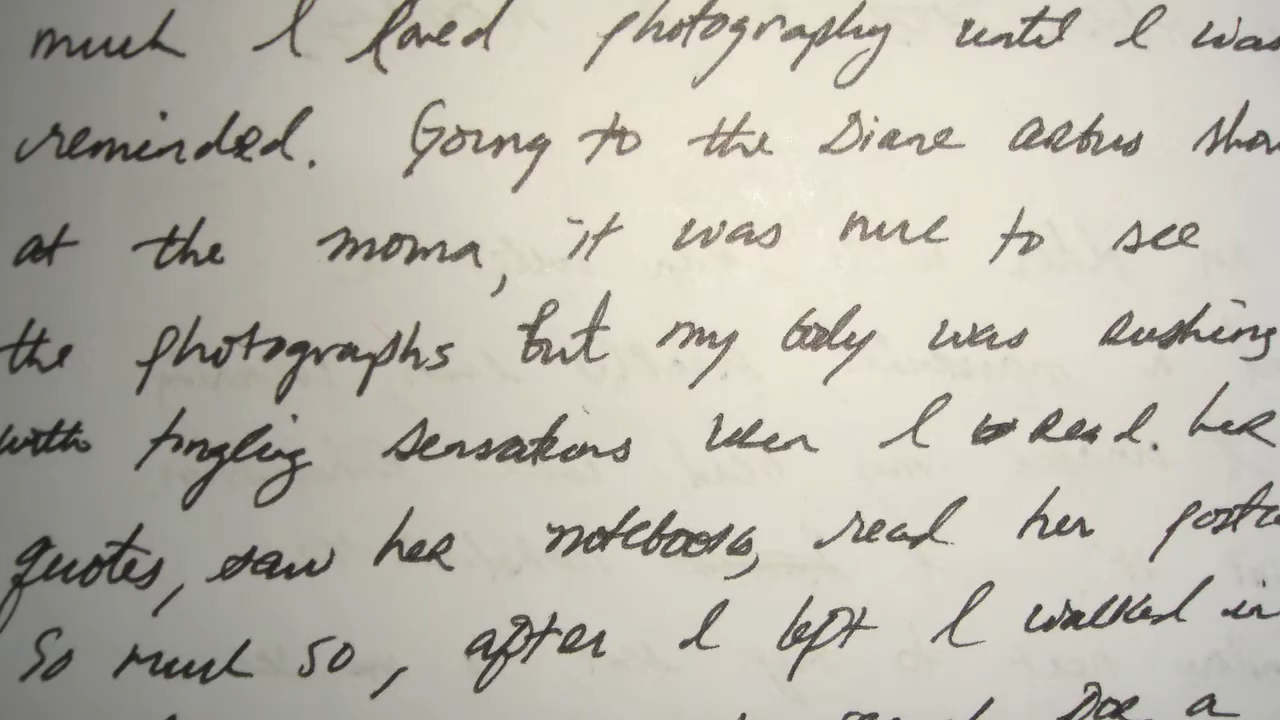 much I loved photography until I was
reminded. Going to the Diane Arbus show
at the moma, it was nice to see
the photographs but my body was rushing
with tingling sensations when I read her
quotes, saw her notebooks, read her
So much so, after I left I walked in
a